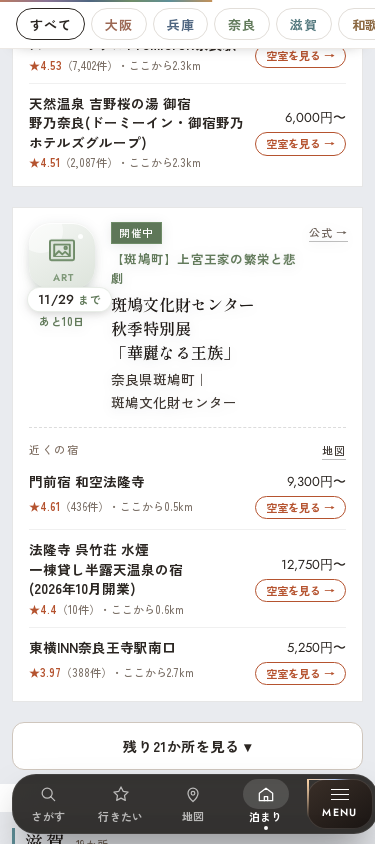 すべて
大阪
兵庫
奈良
滋賀
和歌
★4.53（7,402件）・ここから2.3km
空室を見る →
天然温泉 吉野桜の湯 御宿
野乃奈良(ドーミーイン・御宿野乃
ホテルズグループ)
6,000円〜
★4.51（2,087件）・ここから2.3km
空室を見る →
ART
11/29 まで
あと10日
開催中
公式 →
【斑鳩町】上宮王家の繁栄と悲
劇
斑鳩文化財センター
秋季特別展
「華麗なる王族」
奈良県斑鳩町｜
斑鳩文化財センター
近くの宿
地図
門前宿 和空法隆寺
9,300円〜
★4.61（436件）・ここから0.5km
空室を見る →
法隆寺 呉竹荘 水煙
一棟貸し半露天温泉の宿
(2026年10月開業)
12,750円〜
★4.4（10件）・ここから0.6km
空室を見る →
東横INN奈良王寺駅南口
5,250円〜
★3.97（388件）・ここから2.7km
空室を見る →
残り21か所を見る ▾
さがす
行きたい
地図
泊まり
MENU
滋賀